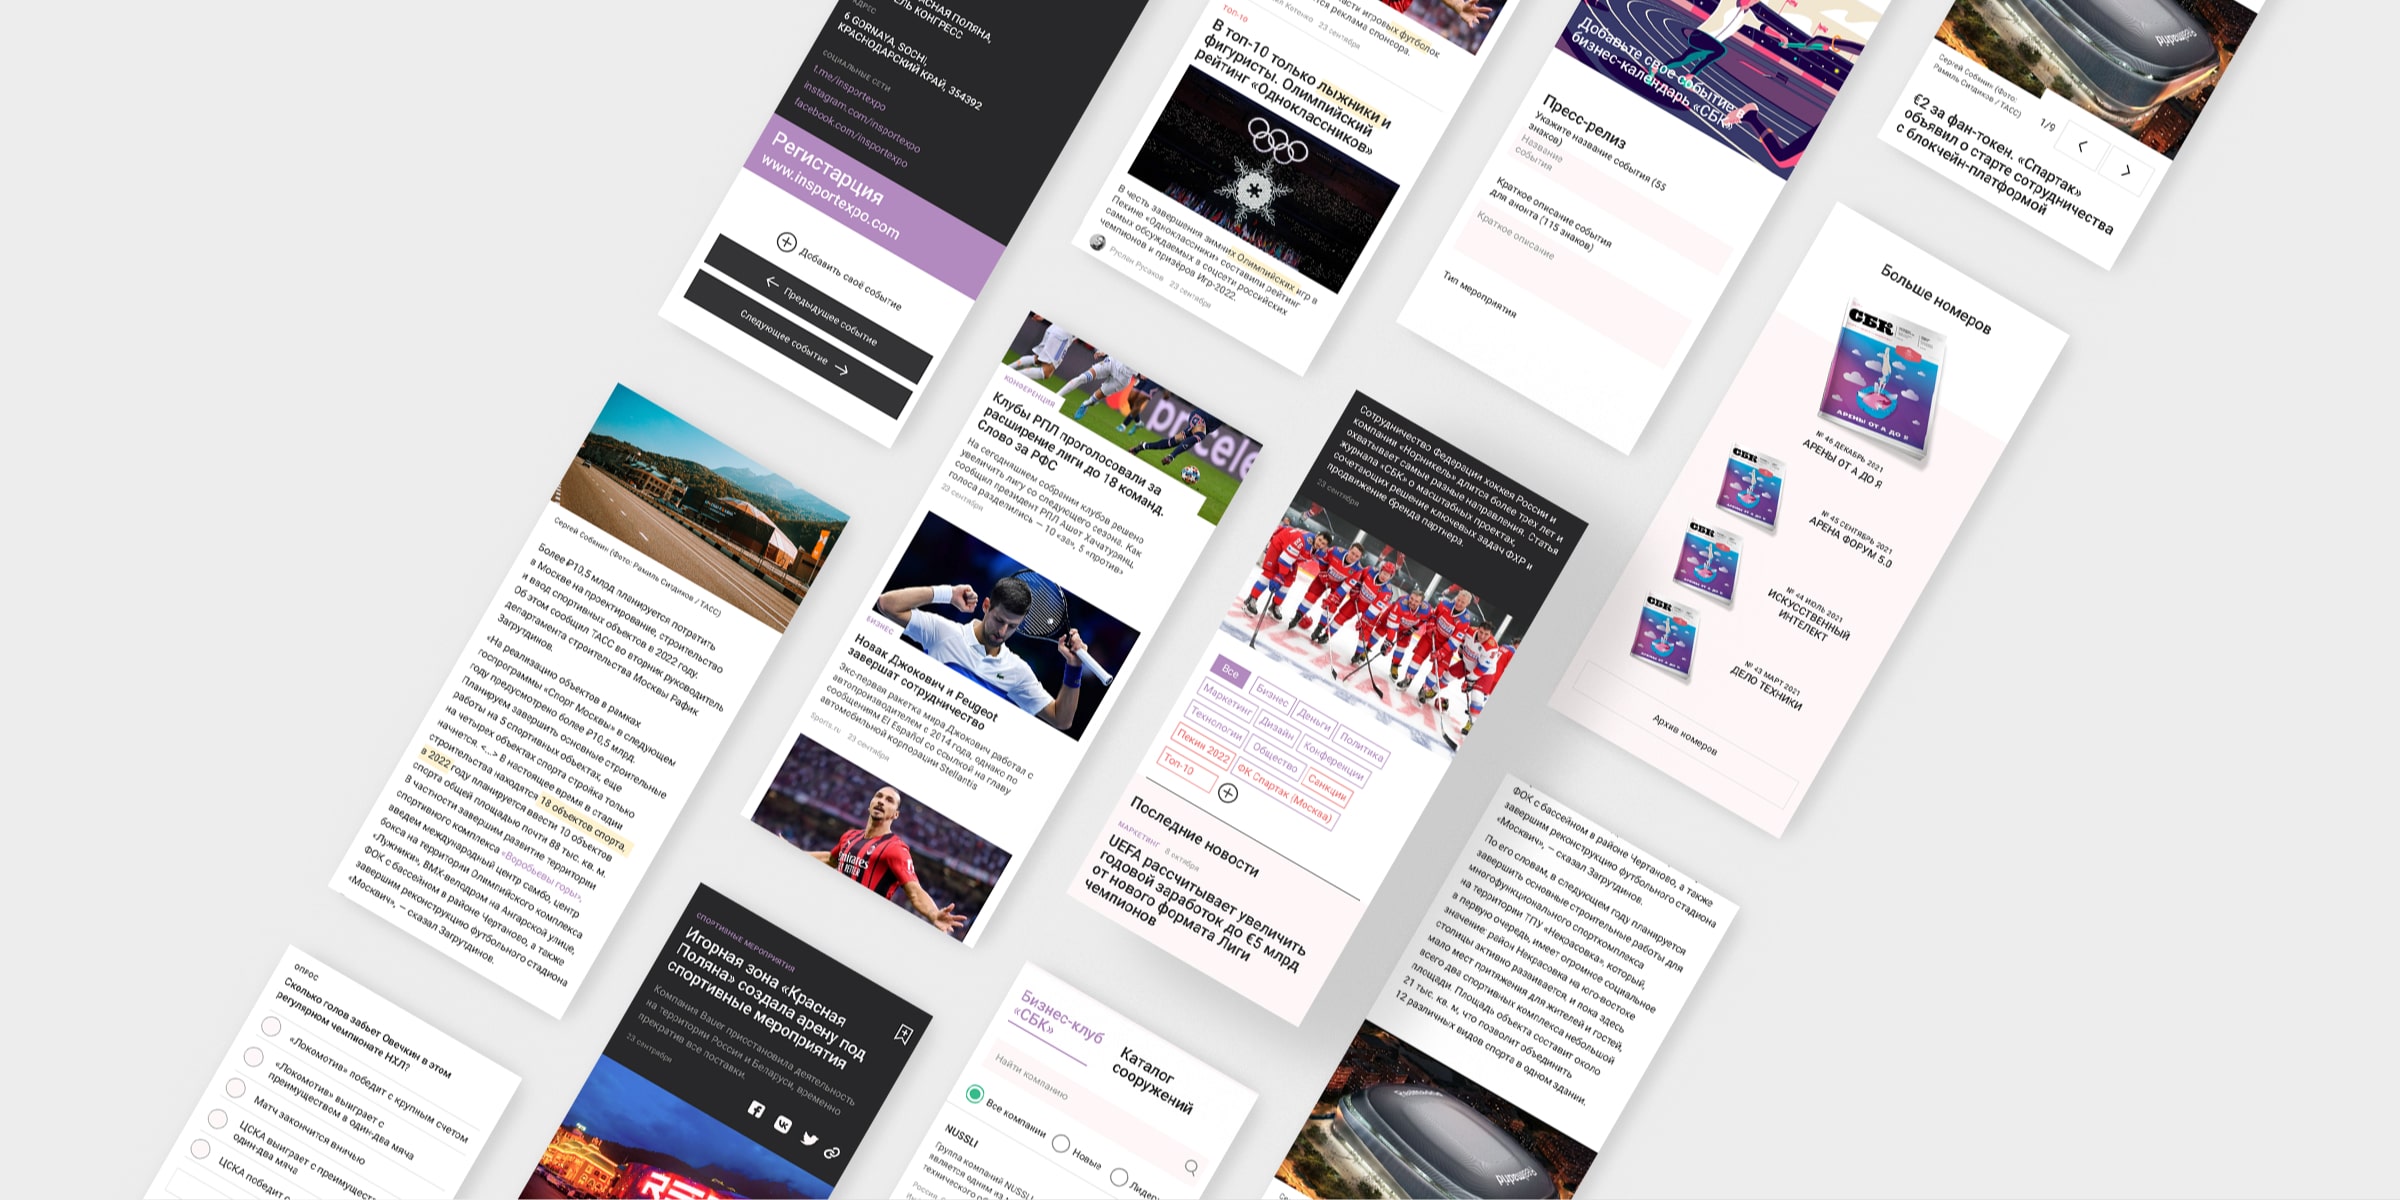 6 GORNAYA, SOCHI,
КРАСНОДАРСКИЙ КРАЙ, 354392
СОЦИАЛЬНЫЕ СЕТИ
t.me/insportexpo
instagram.com/insportexpo
facebook.com/insportexpo
Регистарция
www.insportexpo.com
Добавить своё событие
Предыдущее событие
Следующее событие
23 сентября
ТОП-10
В топ-10 только лыжники и
фигуристы. Олимпийский
рейтинг «Одноклассников»
В честь завершения зимних Олимпийских игр в
Пекине «Одноклассники» составили рейтинг
самых обсуждаемых в соцсети российских
чемпионов и призёров Игр-2022.
Руслан Русаков 23 сентября
Добавьте свое событие
бизнес-календарь «СБК»
Пресс-релиз
Укажите название события (55
знаков)
Название
события
Краткое описание события
для анонта (115 знаков)
Краткое описание
Тип мероприятия
Сергей Собянин (Фото:
Рамиль Ситдиков / ТАСС)
1/9
€2 за фан-токен. «Спартак»
объявил о старте сотрудничества
с блокчейн-платформой
Больше номеров
СБК
АРЕНЫ ОТ А ДО Я
№ 46 ДЕКАБРЬ 2021
АРЕНЫ ОТ А ДО Я
СБК
№ 45 СЕНТЯБРЬ 2021
АРЕНА ФОРУМ 5.0
СБК
№ 44 ИЮЛЬ 2021
ИСКУССТВЕННЫЙ
ИНТЕЛЕКТ
СБК
№ 43 МАРТ 2021
ДЕЛО ТЕХНИКИ
Архив номеров
Сергей Собянин (Фото: Рамиль Ситдиков / ТАСС)
Более ₽10,5 млрд планируется потратить
в Москве на проектирование, строительство
и ввод спортивных объектов в 2022 году.
Об этом сообщил ТАСС во вторник руководитель
департамента строительства Москвы Рафик
Загрутдинов.
«На реализацию объектов в рамках
госпрограммы «Спорт Москвы» в следующем
году предусмотрено более ₽10,5 млрд.
Планируем завершить основные строительные
работы на 5 спортивных объектах, еще
на четырех объектах спорта стройка только
начнется. <…> В настоящее время в стадии
строительства находятся 18 объектов спорта,
в 2022 году планируется ввести 10 объектов
спорта общей площадью почти 88 тыс. кв. м.
В частности завершим развитие территории
спортивного комплекса «Воробьевы горы»,
введем международный центр самбо, центр
бокса на территории Олимпийского комплекса
«Лужники», BMX-велодром на Ангарской улице,
ФОК с бассейном в районе Чертаново, а также
завершим реконструкцию футбольного стадиона
«Москвич», — сказал Загрутдинов.
КОНФЕРЕНЦИЯ
Клубы РПЛ проголосовали за
расширение лиги до 18 команд.
Слово за РФС
На сегодняшнем собрании клубов решено
увеличить лигу со следующего сезона. Как
сообщил президент РПЛ Ашот Хачатурянц,
голоса разделились — 10 «за», 5 «против»
23 сентября
БИЗНЕС
Новак Джокович и Peugeot
завершат сотрудничество
Экс-первая ракетка мира Джокович работал с
автопроизводителем с 2014 года, однако по
сообщениям El Español со ссылкой на главу
автомобильной корпорации Stellantis
Sports.ru 23 сентября
Сотрудничество Федерации хоккея России и
компании «Норникель» длится более трех лет и
охватывает самые разные направления. Статья
журнала «СБК» о масштабных проектах,
сочетающих решение ключевых задач ФХР и
продвижение бренда партнера.
23 сентября
Все
Бизнес
Деньги
Политика
Маркетинг
Дизайн
Конференции
Технологии
Общество
Санкции
Пекин 2022
ФК Спартак (Москва)
Топ-10
Последние новости
МАРКЕТИНГ 8 октября
UEFA рассчитывает увеличить
годовой заработок до €5 млрд
от нового формата Лиги
чемпионов
ФОК с бассейном в районе Чертаново, а также
завершим реконструкцию футбольного стадиона
«Москвич», — сказал Загрутдинов.
По его словам, в следующем году планируется
завершить основные строительные работы для
многофункционального спорткомплекса
на территории ТПУ «Некрасовка», который,
в первую очередь, имеет огромное социальное
значение: район Некрасовка на юго-востоке
столицы активно развивается, и пока здесь
мало мест притяжения для жителей и гостей,
всего два спортивных комплекса небольшой
площади. Площадь объекта составит около
21 тыс. кв. м, что позволит объединить
12 различных видов спорта в одном здании.
ОПРОС
Сколько голов забьет Овечкин в этом
регулярном чемпионате НХЛ?
«Локомотив» победит с крупным счетом
«Локомотив» выиграет с
преимуществом в один-два мяча
Матч закончится вничью
ЦСКА выиграет с преимуществ
один-два мяча
ЦСКА победит с
СПОРТИВНЫЕ МЕРОПРИЯТИЯ
Игорная зона «Красная
Поляна» создала арену под
спортивные мероприятия
Компания Bauer приостановила деятельность
на территории России и Беларуси, временно
прекратив все поставки.
23 сентября
Бизнес-клуб
«СБК»
Каталог
сооружений
Найти компанию
Все компании
Новые
Лидер
NUSSLI
Группа компаний NUSSLI
является одним из